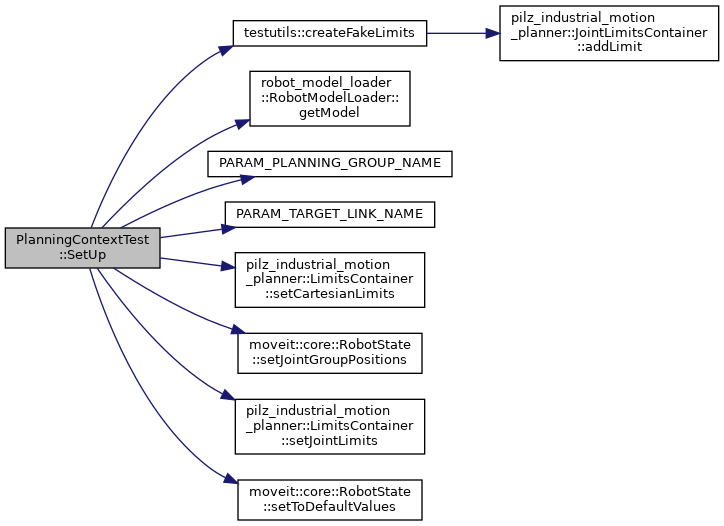 PlanningContextTest
::SetUp
testutils::createFakeLimits
pilz_industrial_motion
_planner::JointLimitsContainer
::addLimit
robot_model_loader
::RobotModelLoader::
getModel
PARAM_PLANNING_GROUP_NAME
PARAM_TARGET_LINK_NAME
pilz_industrial_motion
_planner::LimitsContainer
::setCartesianLimits
moveit::core::RobotState
::setJointGroupPositions
pilz_industrial_motion
_planner::LimitsContainer
::setJointLimits
moveit::core::RobotState
::setToDefaultValues